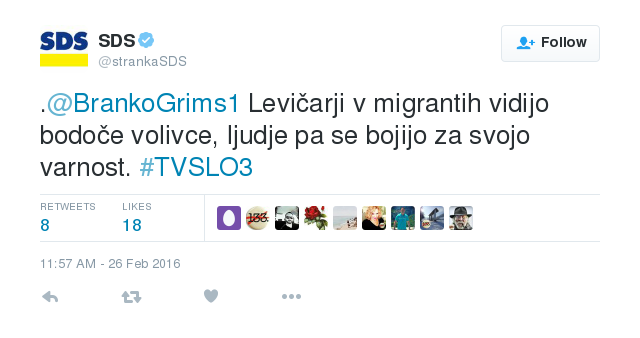 SDS
SDS
@strankaSDS
Follow
.@BrankoGrims1 Levičarji v migrantih vidijo
bodoče volivce, ljudje pa se bojijo za svojo
varnost. #TVSLO3
RETWEETS
LIKES
8
18
11:57 AM - 26 Feb 2016